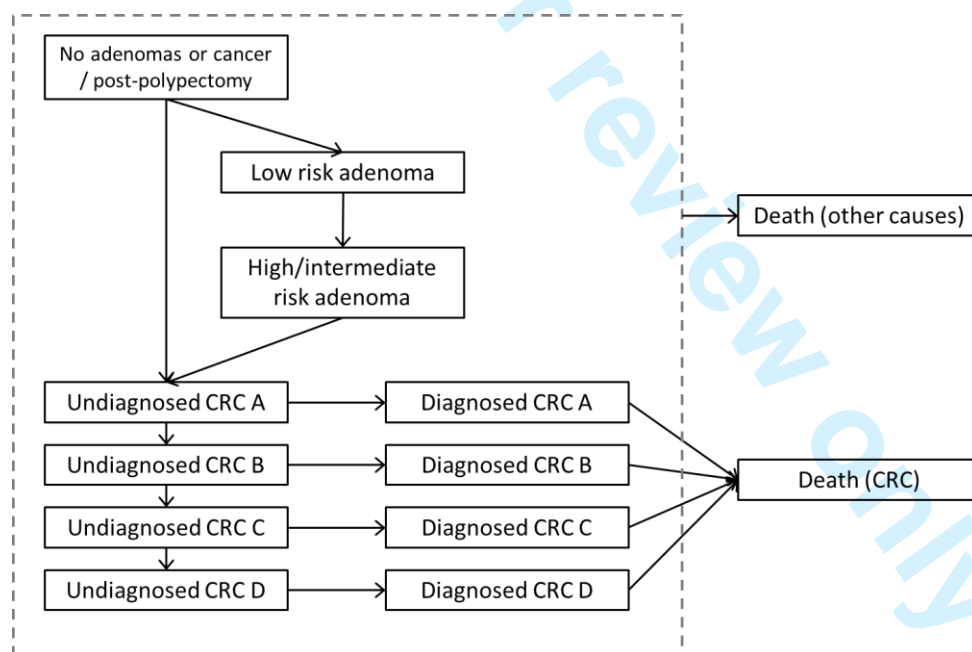 No adenomas or cancer
/ post-polypectomy
Low risk adenoma
High/intermediate
risk adenoma
Death (other causes)
Undiagnosed CRC A
Diagnosed CRC A
Undiagnosed CRC B
Diagnosed CRC B
Death (CRC)
Undiagnosed CRC C
Diagnosed CRC C
Undiagnosed CRC D
Diagnosed CRC D
review only